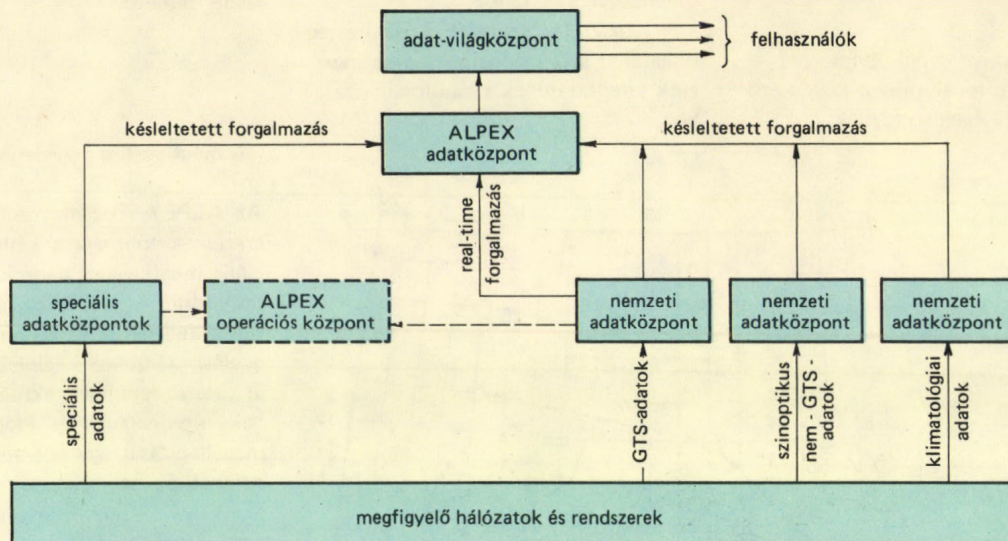 adat-világközpont
felhasználók
késleltetett forgalmazás
ALPEX
adatközpont
késleltetett forgalmazás
real-time
forgalmazás
speciális
adatközpontok
ALPEX
operációs központ
nemzeti
adatközpont
nemzeti
adatközpont
nemzeti
adatközpont
speciális
adatok
GTS-adatok
szinoptikus
nem - GTS -
adatok
klimatológiai
adatok
megfigyelő hálózatok és rendszerek